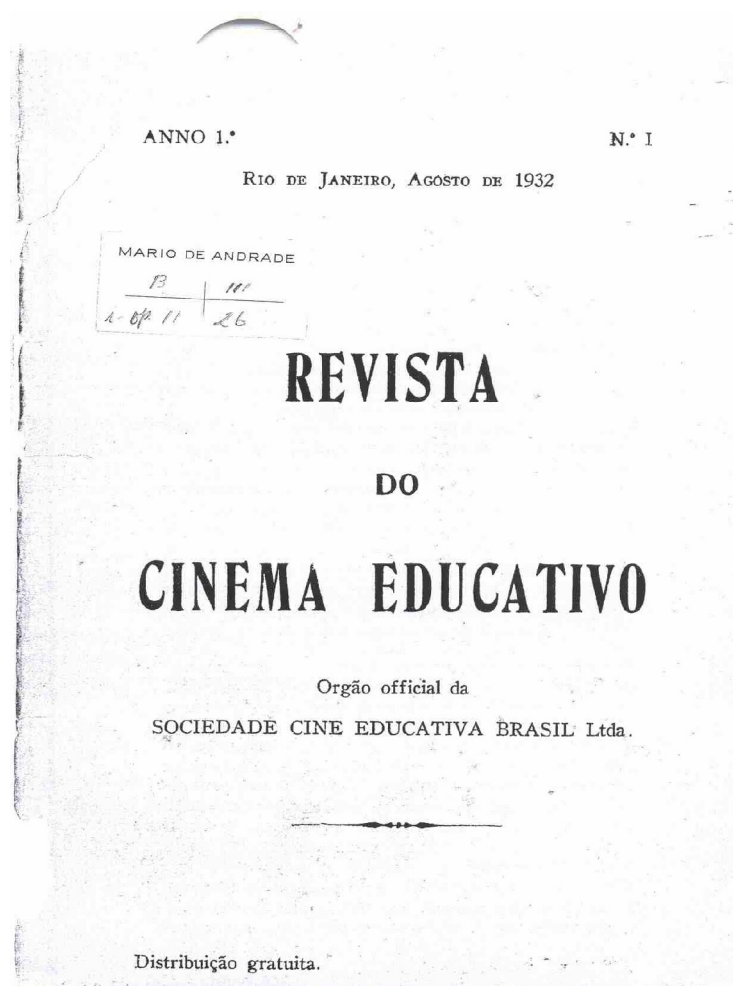 ANNO 1.º
N.º I
RIO DE JANEIRO, AGOSTO DE 1932
MARIO DE ANDRADE
B III
26
REVISTA
DO
CINEMA EDUCATIVO
Orgão official da
SOCIEDADE CINE EDUCATIVA BRASIL Ltda.
Distribuição gratuita.